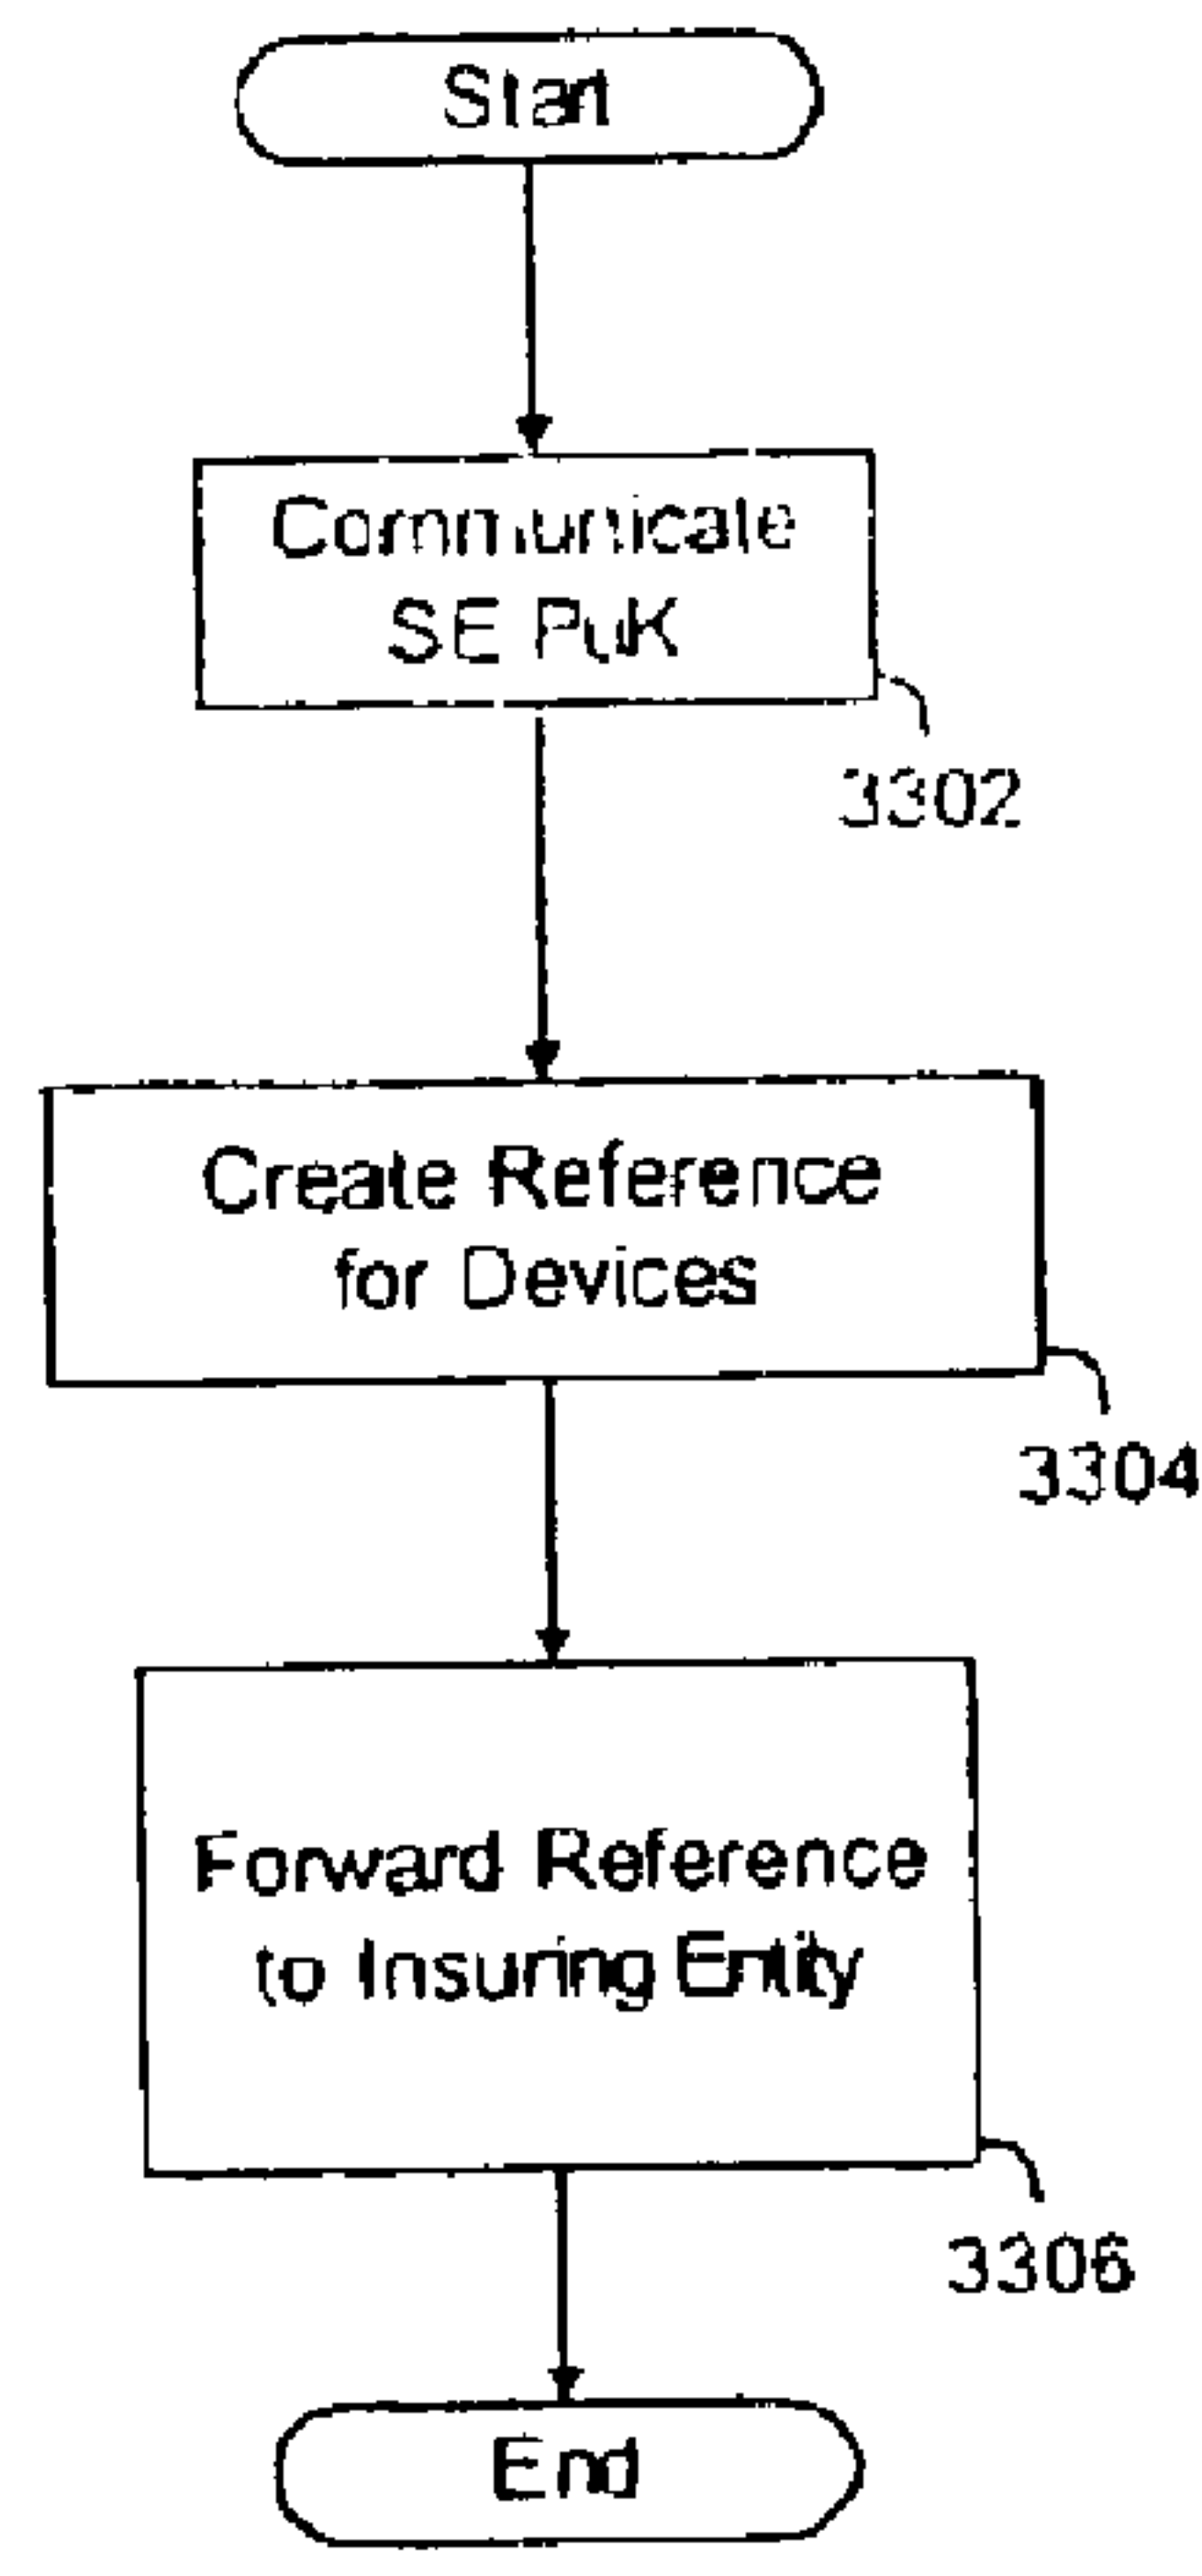 Start
Communicate
SE PuK
3302
Create Reference
for Devices
3304
Forward Reference
to Insuring Entity
3306
End